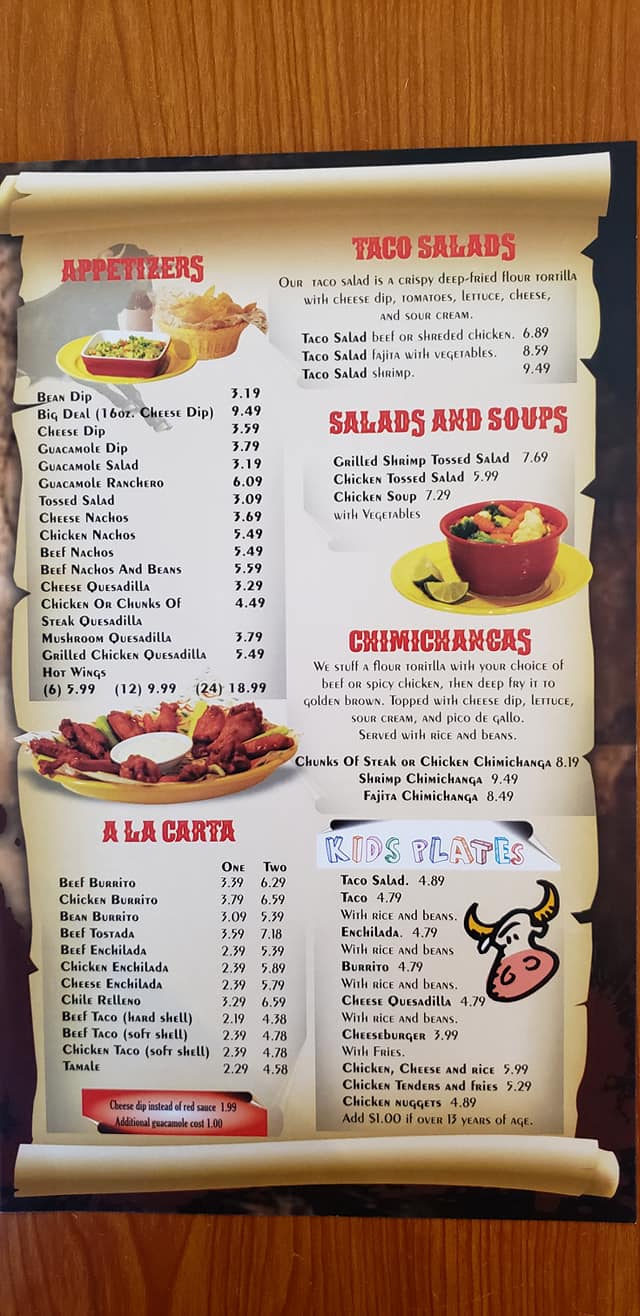 APPETIZERS
Bean Dip 3.19
Big Deal (16oz. Cheese Dip) 9.49
Cheese Dip 3.59
Guacamole Dip 3.79
Guacamole Salad 3.19
Guacamole Ranchero 6.09
Tossed Salad 3.09
Cheese Nachos 3.69
Chicken Nachos 5.49
Beef Nachos 5.49
Beef Nachos And Beans 5.59
Cheese Quesadilla 3.29
Chicken Or Chunks Of 4.49
Steak Quesadilla
Mushroom Quesadilla 3.79
Grilled Chicken Quesadilla 5.49
Hot Wings
(6) 5.99 (12) 9.99 (24) 18.99
A LA CARTA
One Two
Beef Burrito 3.39 6.29
Chicken Burrito 3.79 6.59
Bean Burrito 3.09 5.39
Beef Tostada 3.59 7.18
Beef Enchilada 2.39 5.39
Chicken Enchilada 2.39 5.89
Cheese Enchilada 2.39 5.79
Chile Relleno 3.29 6.59
Beef Taco (hard shell) 2.19 4.38
Beef Taco (soft shell) 2.39 4.78
Chicken Taco (soft shell) 2.39 4.78
Tamale 2.29 4.58
Cheese dip instead of red sauce 1.99
Additional guacamole cost 1.00
TACO SALADS
Our taco salad is a crispy deep-fried flour tortilla
with cheese dip, tomatoes, lettuce, cheese,
and sour cream.
Taco Salad beef or shreded chicken. 6.89
Taco Salad fajita with vegetables. 8.59
Taco Salad shrimp. 9.49
SALADS AND SOUPS
Grilled Shrimp Tossed Salad 7.69
Chicken Tossed Salad 5.99
Chicken Soup 7.29
with Vegetables
CHIMICHANGAS
We stuff a flour toritlla with your choice of
beef or spicy chicken, then deep fry it to
golden brown. Topped with cheese dip, lettuce,
sour cream, and pico de gallo.
Served with rice and beans.
Chunks Of Steak or Chicken Chimichanga 8.19
Shrimp Chimichanga 9.49
Fajita Chimichanga 8.49
KIDS PLATES
Taco Salad. 4.89
Taco 4.79
With rice and beans.
Enchilada. 4.79
With rice and beans
Burrito 4.79
With rice and beans.
Cheese Quesadilla 4.79
With rice and beans.
Cheeseburger 3.99
With Fries.
Chicken, Cheese and rice 5.99
Chicken Tenders and fries 5.29
Chicken nuggets 4.89
Add $1.00 if over 13 years of age.